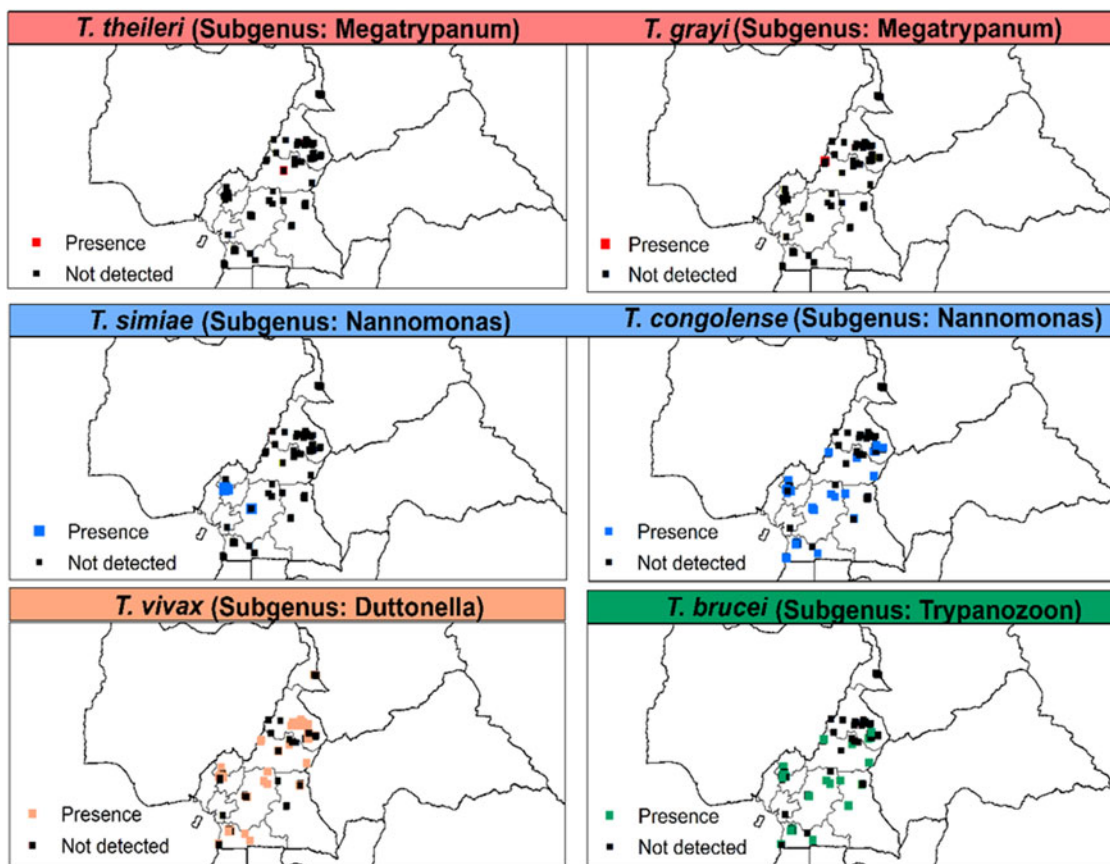 T. theileri (Subgenus: Megatrypanum)
T. grayi (Subgenus: Megatrypanum)
Presence
Not detected
Presence
Not detected
T. simiae (Subgenus: Nannomonas)
T. congolense (Subgenus: Nannomonas)
Presence
Not detected
Presence
Not detected
T. vivax (Subgenus: Duttonella)
T. brucei (Subgenus: Trypanozoon)
Presence
Not detected
Presence
Not detected